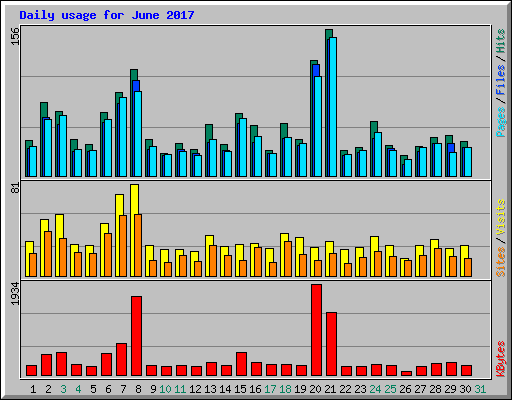 Daily usage for June 2017
156
Pages / Files / Hits
81
Sites / Visits
1934
KBytes
1 2 3 4 5 6 7 8 9 10 11 12 13 14 15 16 17 18 19 20 21 22 23 24 25 26 27 28 29 30 31